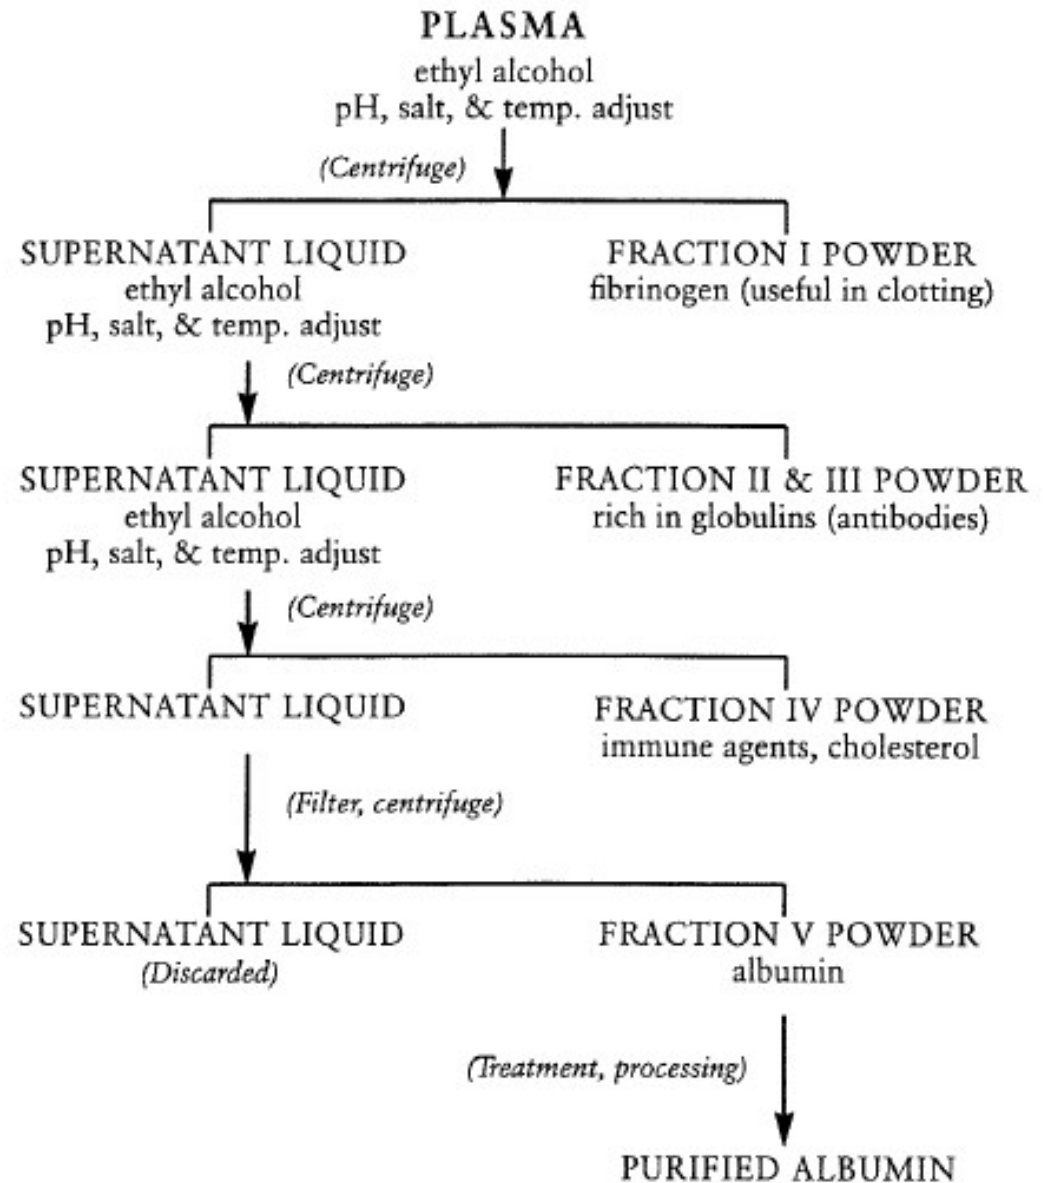 PLASMA
ethyl alcohol
pH, salt, & temp. adjust
(Centrifuge)
SUPERNATANT LIQUID
ethyl alcohol
pH, salt, & temp. adjust
FRACTION I POWDER
fibrinogen (useful in clotting)
(Centrifuge)
SUPERNATANT LIQUID
ethyl alcohol
pH, salt, & temp. adjust
FRACTION II & III POWDER
rich in globulins (antibodies)
(Centrifuge)
SUPERNATANT LIQUID
FRACTION IV POWDER
immune agents, cholesterol
(Filter, centrifuge)
SUPERNATANT LIQUID
(Discarded)
FRACTION V POWDER
albumin
(Treatment, processing)
PURIFIED ALBUMIN